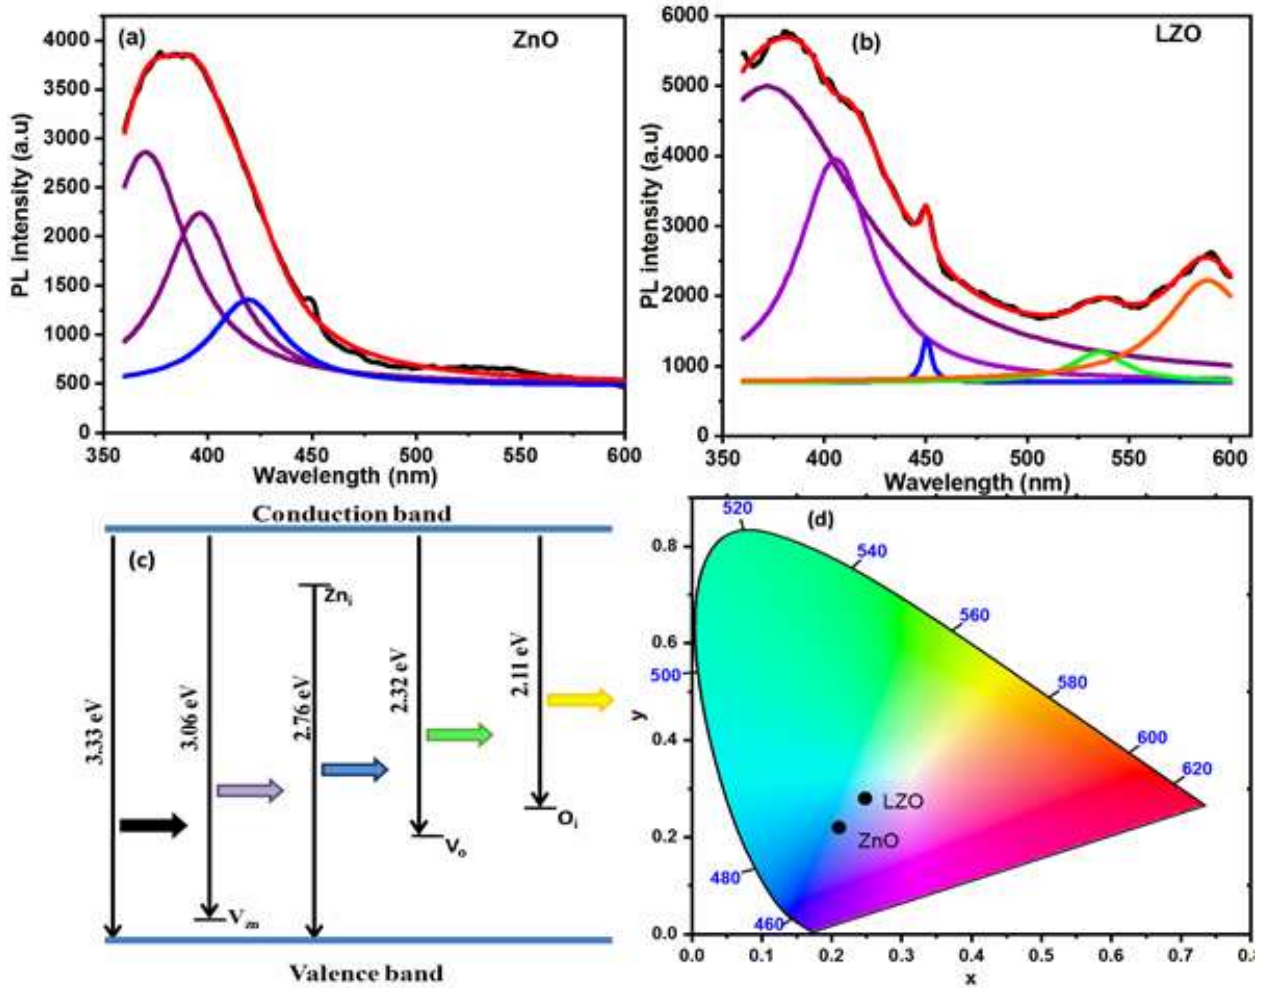 (a)
ZnO
PL intensity (a.u)
4000
3500
3000
2500
2000
1500
1000
500
0
350
400
450
500
550
600
Wavelength (nm)
(b)
LZO
PL intensity (a.u)
6000
5000
4000
3000
2000
1000
0
350
400
450
500
550
600
Wavelength (nm)
Conduction band
(c)
3.33 eV
3.06 eV
2.76 eV
2.32 eV
2.11 eV
Zni
Oi
Vo
Vzn
Valence band
(d)
520
540
560
580
600
620
500
480
460
LZO
ZnO
y
0.8
0.6
0.4
0.2
0.0
0.0
0.1
0.2
0.3
0.4
0.5
0.6
0.7
x